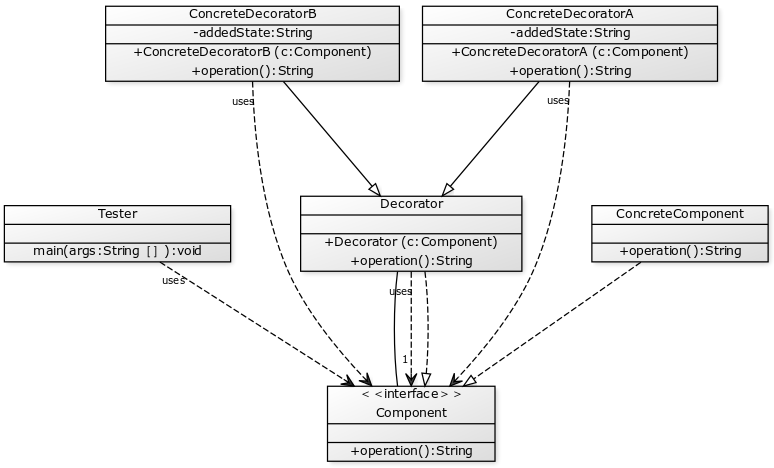 ConcreteDecoratorB
-addedState:String
+ConcreteDecoratorB (c:Component)
+operation():String
ConcreteDecoratorA
-addedState:String
+ConcreteDecoratorA (c:Component)
+operation():String
uses
uses
Tester
main(args:String [] ):void
Decorator
+Decorator (c:Component)
+operation():String
ConcreteComponent
+operation():String
uses
uses
1
<<interface>>
Component
+operation():String